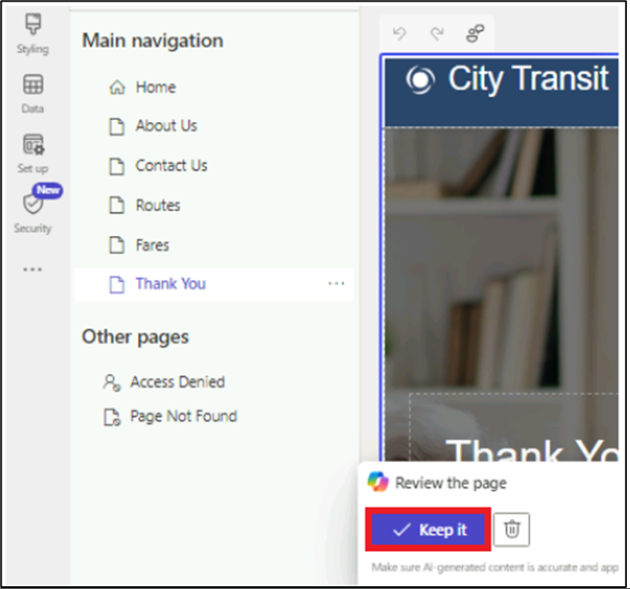 Styling
Data
Set up
New
Security
Main navigation
Home
About Us
Contact Us
Routes
Fares
Thank You
Other pages
Access Denied
Page Not Found
City Transit
Thank Yo
Review the page
Keep it
Make sure AI-generated content is accurate and app